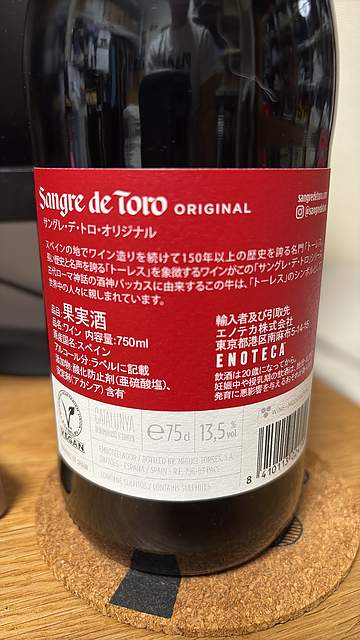 Sangre de Toro ORIGINAL
sangredetoro.com
@sangredetoro
サングレ・デ・トロ・オリジナル
スペインの地でワイン造りを続けて150年以上の歴史を誇る名門「トーレス」
長い歴史と名声を誇る「トーレス」を象徴するワインがこの「サングレ・デ・トロ」シリーズ
古代ローマ神話の酒神バッカスに由来するこの牛は、「トーレス」のシンボルとして
世界中の人々に親しまれています。
品目:果実酒
品名:ワイン 内容量:750ml
原産国名:スペイン
アルコール分:ラベルに記載
添加物:酸化防止剤(亜硫酸塩)、
安定剤(アカシア) 含有
輸入者及び引取先
エノテカ株式会社
東京都港区南麻布5-14-15
ENOTECA
飲酒は20歳になってから
妊娠中や授乳期の飲酒は
発育に悪影響を与えるおそれ
VEGAN
CATALUNYA
DENOMINACIÓ D'ORIGEN
e75cl
13,5% vol
WINE
EMBOTELLADOR / BOTTLED BY: MIGUEL TORRES, S.A.
ESPAÑA / SPAIN - R.E. 796-B
CONTIENE SULFITOS / CONTAINS SULPHITES
SPAIN
8 410113